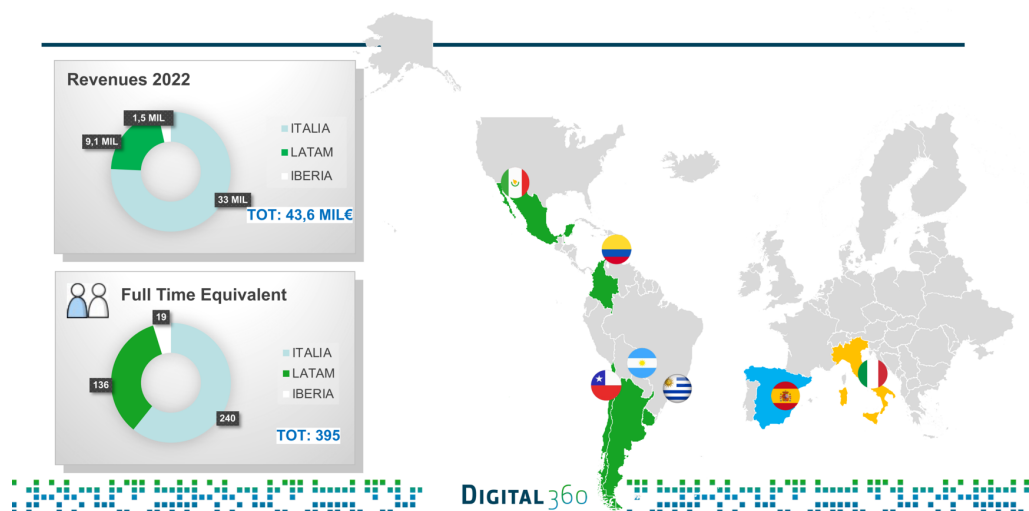 Revenues 2022
1,5 MIL
9,1 MIL
33 MIL
ITALIA
LATAM
IBERIA
TOT: 43,6 MIL€
Full Time Equivalent
19
136
240
ITALIA
LATAM
IBERIA
TOT: 395
DIGITAL360